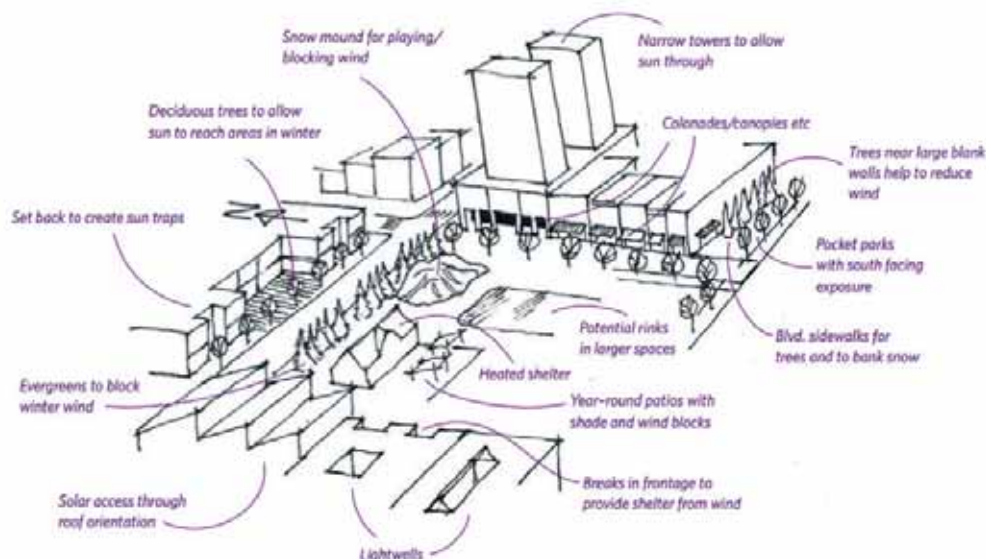 Snow mound for playing/
blocking wind
Narrow towers to allow
sun through
Deciduous trees to allow
sun to reach areas in winter
Colonades/canopies etc
Trees near large blank
walls help to reduce
wind
Set back to create sun traps
Pocket parks
with south facing
exposure
Potential rinks
in larger spaces
Blvd. sidewalks for
trees and to bank snow
Heated shelter
Evergreens to block
winter wind
Year-round patios with
shade and wind blocks
Solar access through
roof orientation
Breaks in frontage to
provide shelter from wind
Lightwells